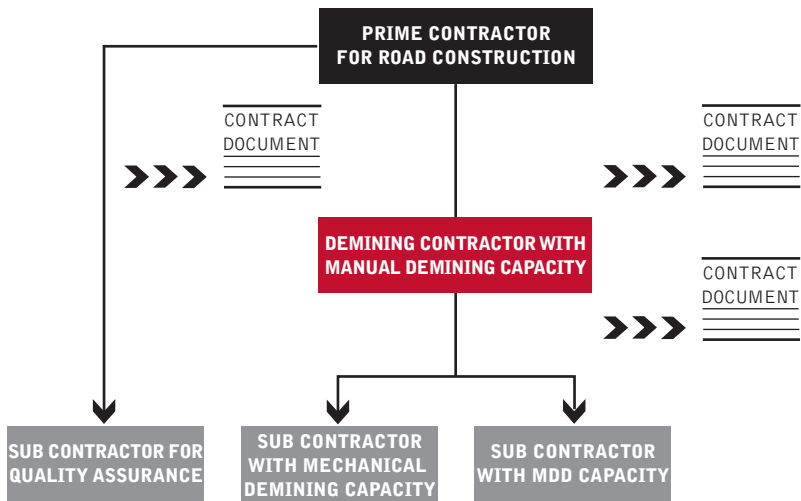 PRIME CONTRACTOR
FOR ROAD CONSTRUCTION
CONTRACT
DOCUMENT
CONTRACT
DOCUMENT
DEMINING CONTRACTOR WITH
MANUAL DEMINING CAPACITY
CONTRACT
DOCUMENT
SUB CONTRACTOR FOR
QUALITY ASSURANCE
SUB CONTRACTOR
WITH MECHANICAL
DEMINING CAPACITY
SUB CONTRACTOR
WITH MDD CAPACITY